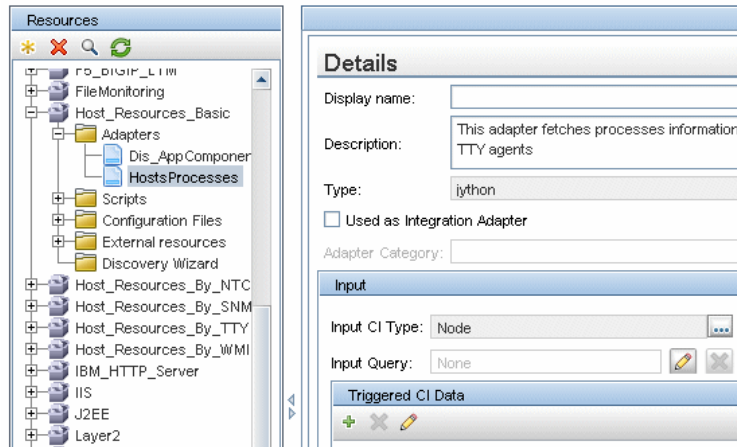 Resources
F5_BIGIP_LTM
FileMonitoring
Host_Resources_Basic
Adapters
Dis_AppComponen
HostsProcesses
Scripts
Configuration Files
External resources
Discovery Wizard
Host_Resources_By_NTC
Host_Resources_By_SNM
Host_Resources_By_TTY
Host_Resources_By_WMI
IBM_HTTP_Server
IIS
J2EE
Layer2
Details
Display name:
Description:
This adapter fetches processes information
TTY agents
Type:
jython
Used as Integration Adapter
Adapter Category:
Input
Input CI Type:
Node
...
Input Query:
None
Triggered CI Data